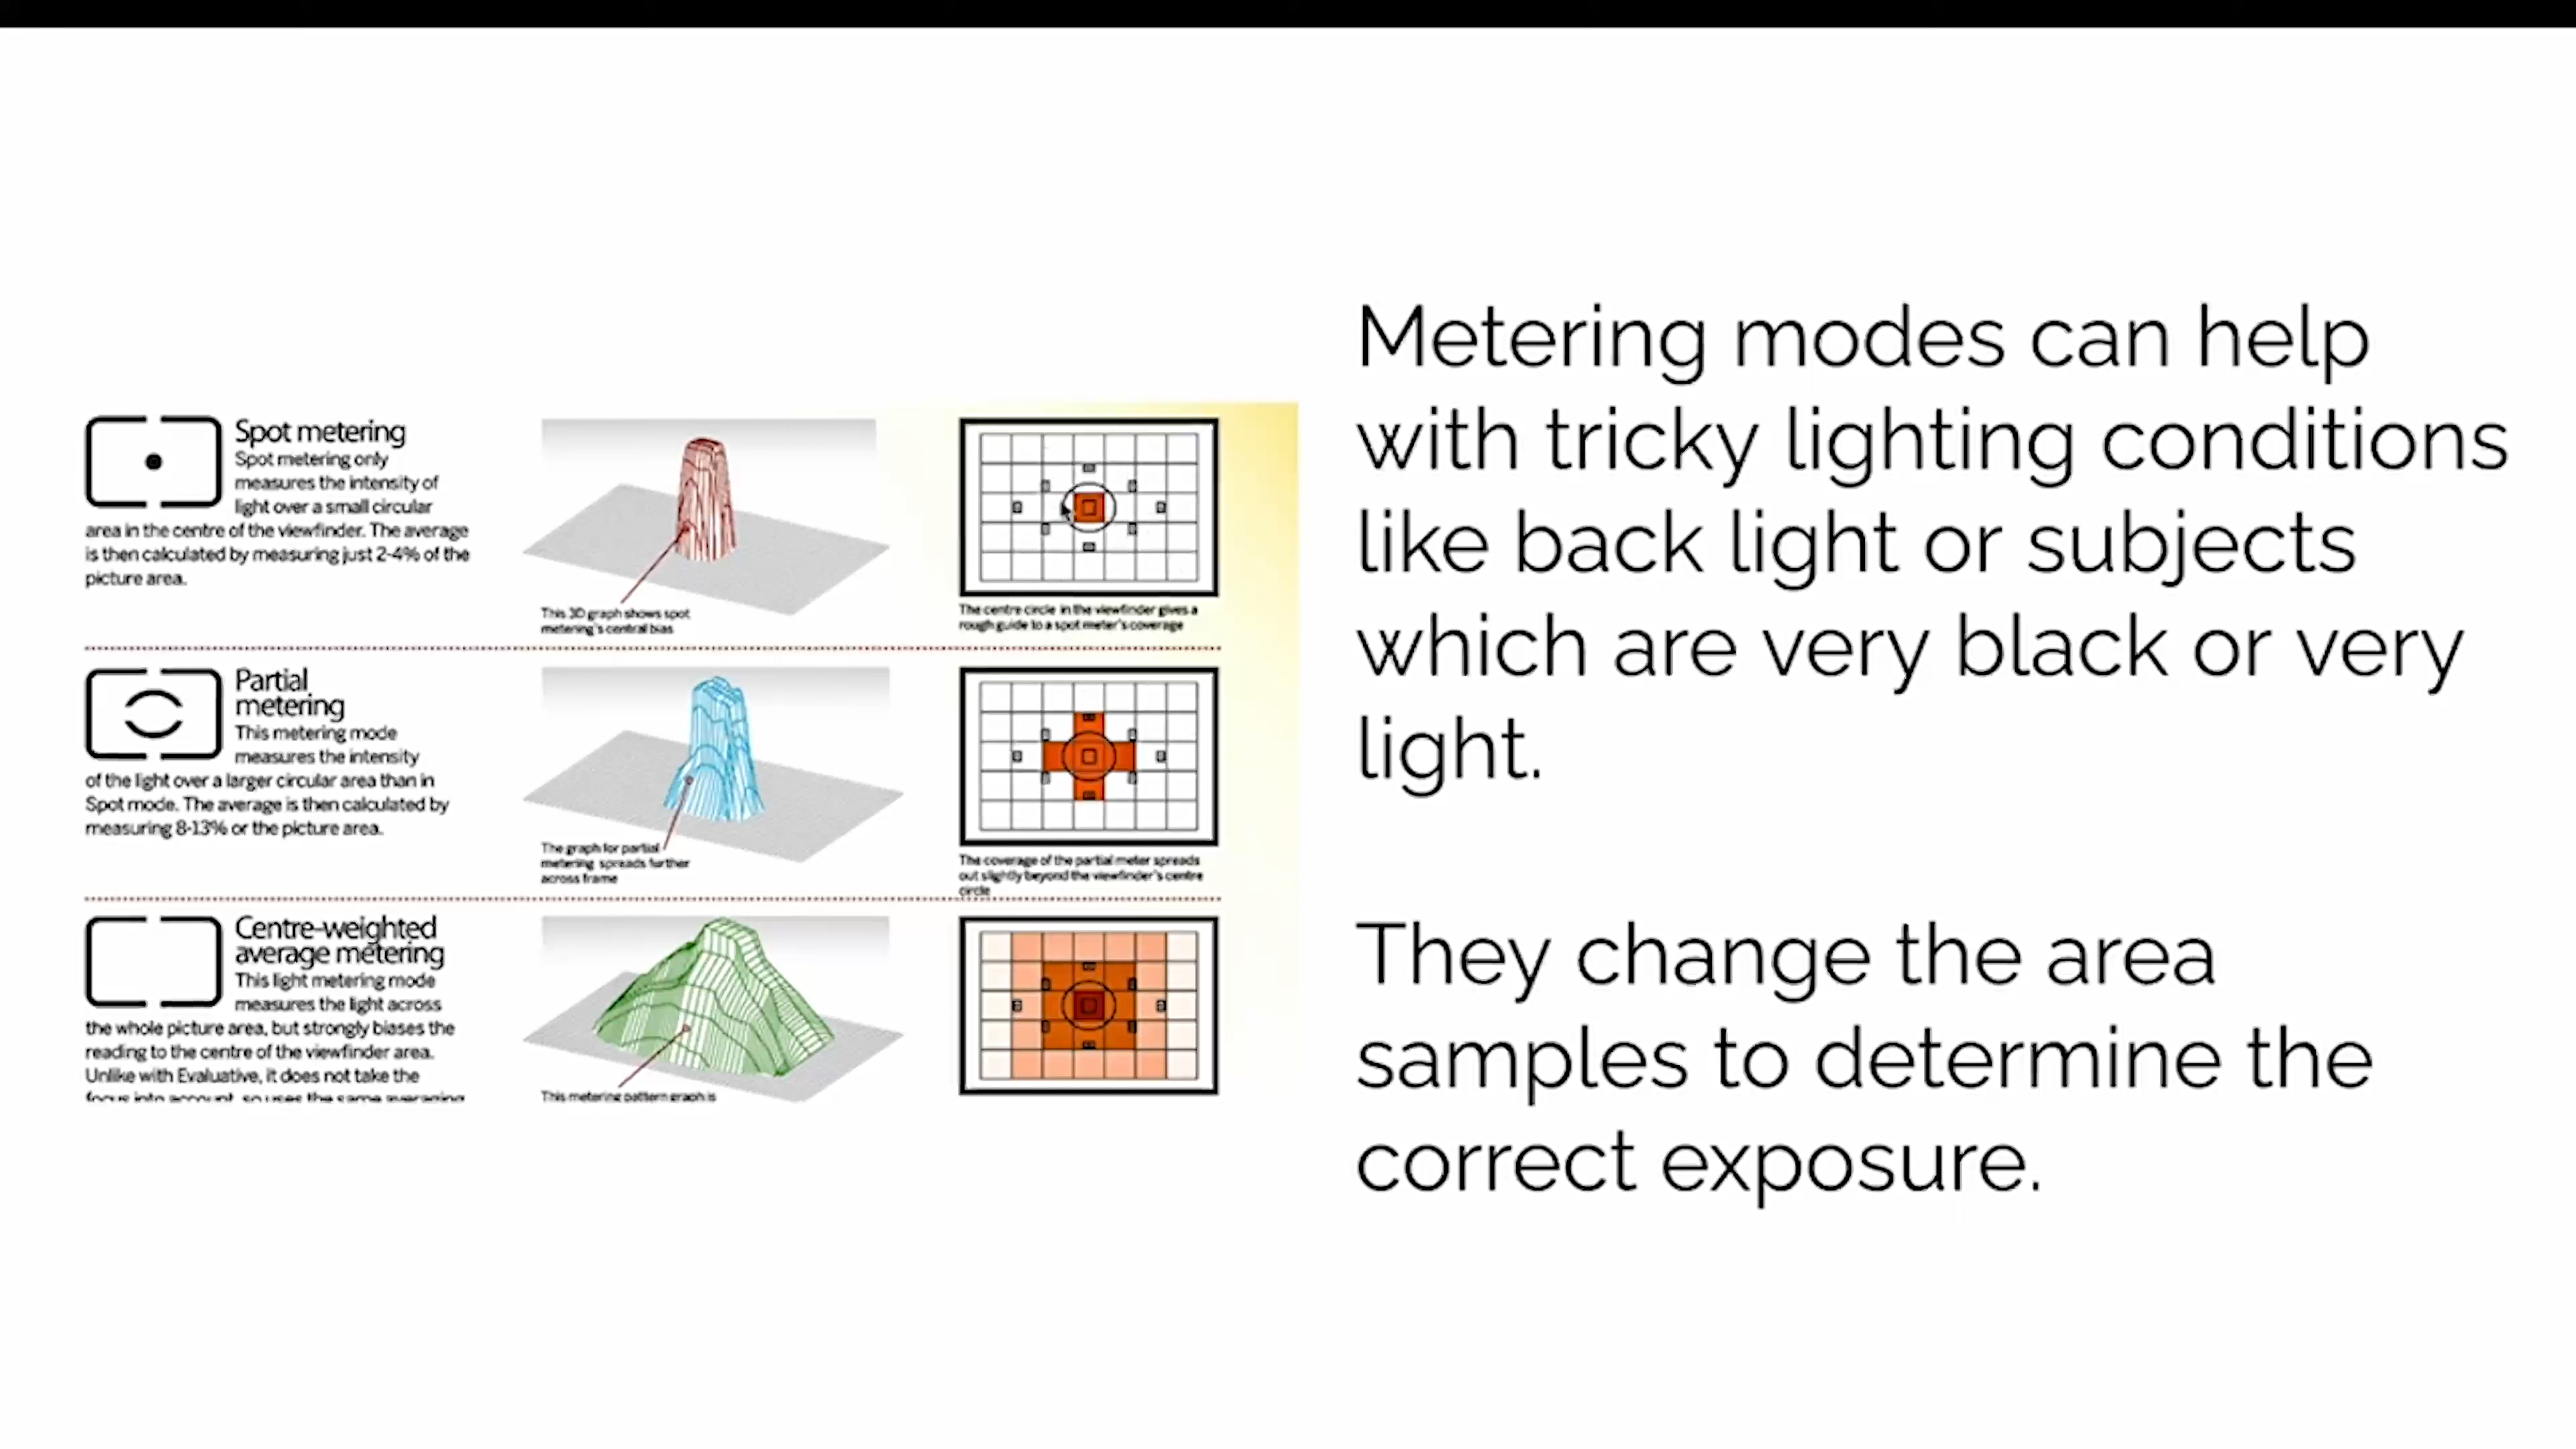 Spot metering
Spot metering only
measures the intensity of
light over a small circular
area in the centre of the viewfinder. The average
is then calculated by measuring just 2-4% of the
picture area.
This 3D graph shows spot
metering's central bias
The centre circle in the viewfinder gives a
rough guide to a spot meter's coverage
Partial
metering
This metering mode
measures the intensity
of the light over a larger circular area than in
Spot mode. The average is then calculated by
measuring 8-13% or the picture area.
The graph for partial
metering spreads further
across frame
The coverage of the partial meter spreads
out slightly beyond the viewfinder's centre
circle
Centre-weighted
average metering
This light metering mode
measures the light across
the whole picture area, but strongly biases the
reading to the centre of the viewfinder area.
Unlike with Evaluative, it does not take the
focus into account, so uses the same averaging
This metering pattern graph is
Metering modes can help
with tricky lighting conditions
like back light or subjects
which are very black or very
light.
They change the area
samples to determine the
correct exposure.